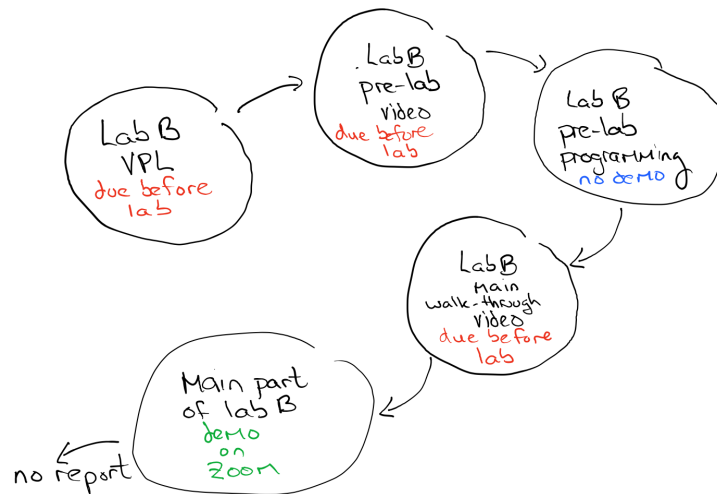 Lab B
VPL
due before
lab
Lab B
pre-lab
video
due before
lab
Lab B
pre-lab
programming
no demo
Lab B
Main
walk-through
video
due before
lab
Main part
of lab B
demo
on
zoom
no report